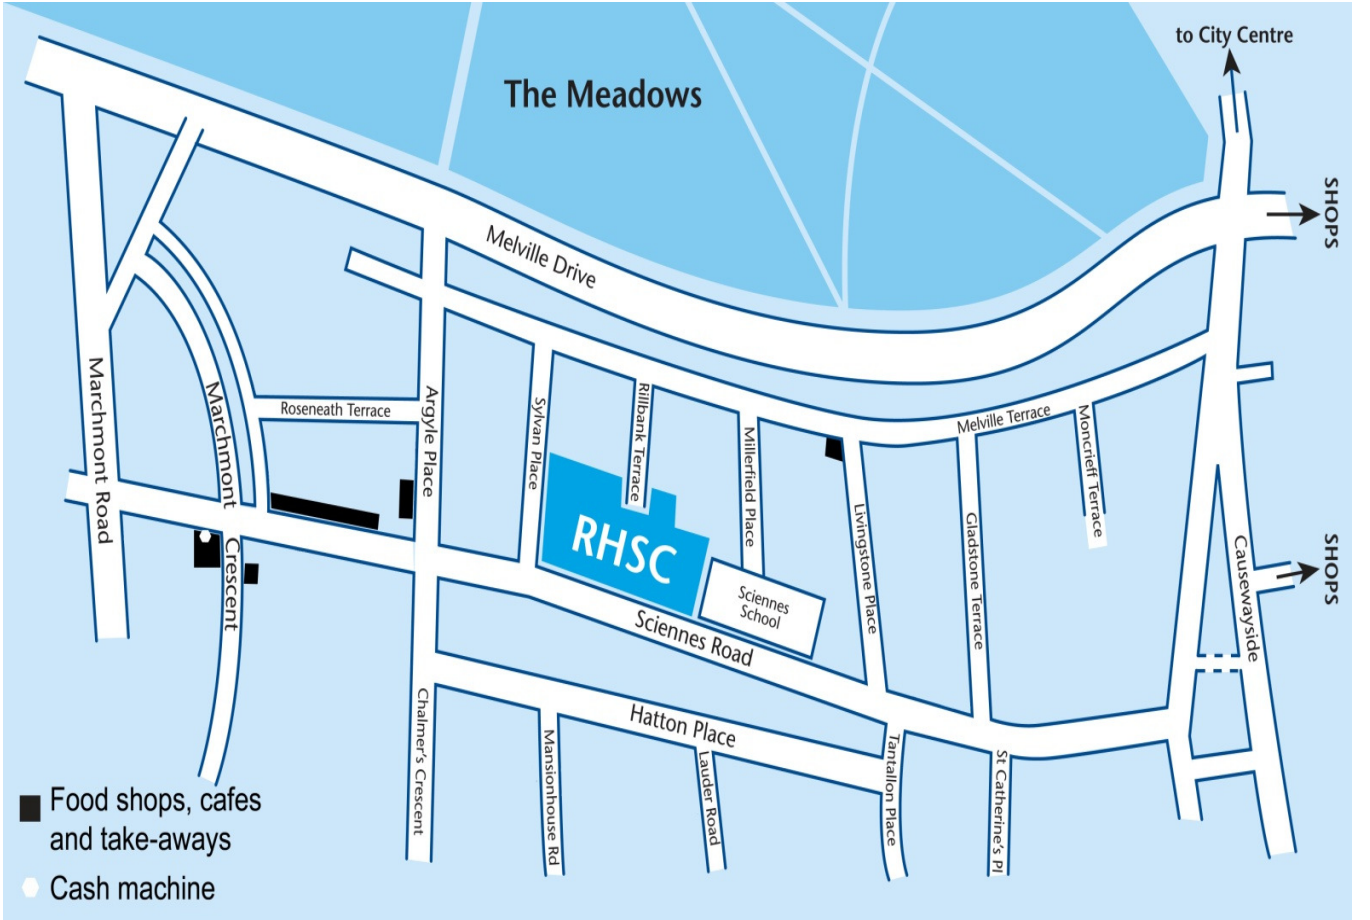 to City Centre
The Meadows
SHOPS
Melville Drive
Marchmont Road
Marchmont
Crescent
Roseneath Terrace
Argyle Place
Sylvan Place
Rillbank Terrace
Millerfield Place
Melville Terrace
Moncrieff Terrace
Livingstone Place
Gladstone Terrace
Causewayside
SHOPS
RHSC
Sciennes
School
Sciennes Road
Hatton Place
Chalmer's Crescent
Mansionhouse Rd
Lauder Road
Tantallon Place
St Catherine's Pl
Food shops, cafes
and take-aways
Cash machine